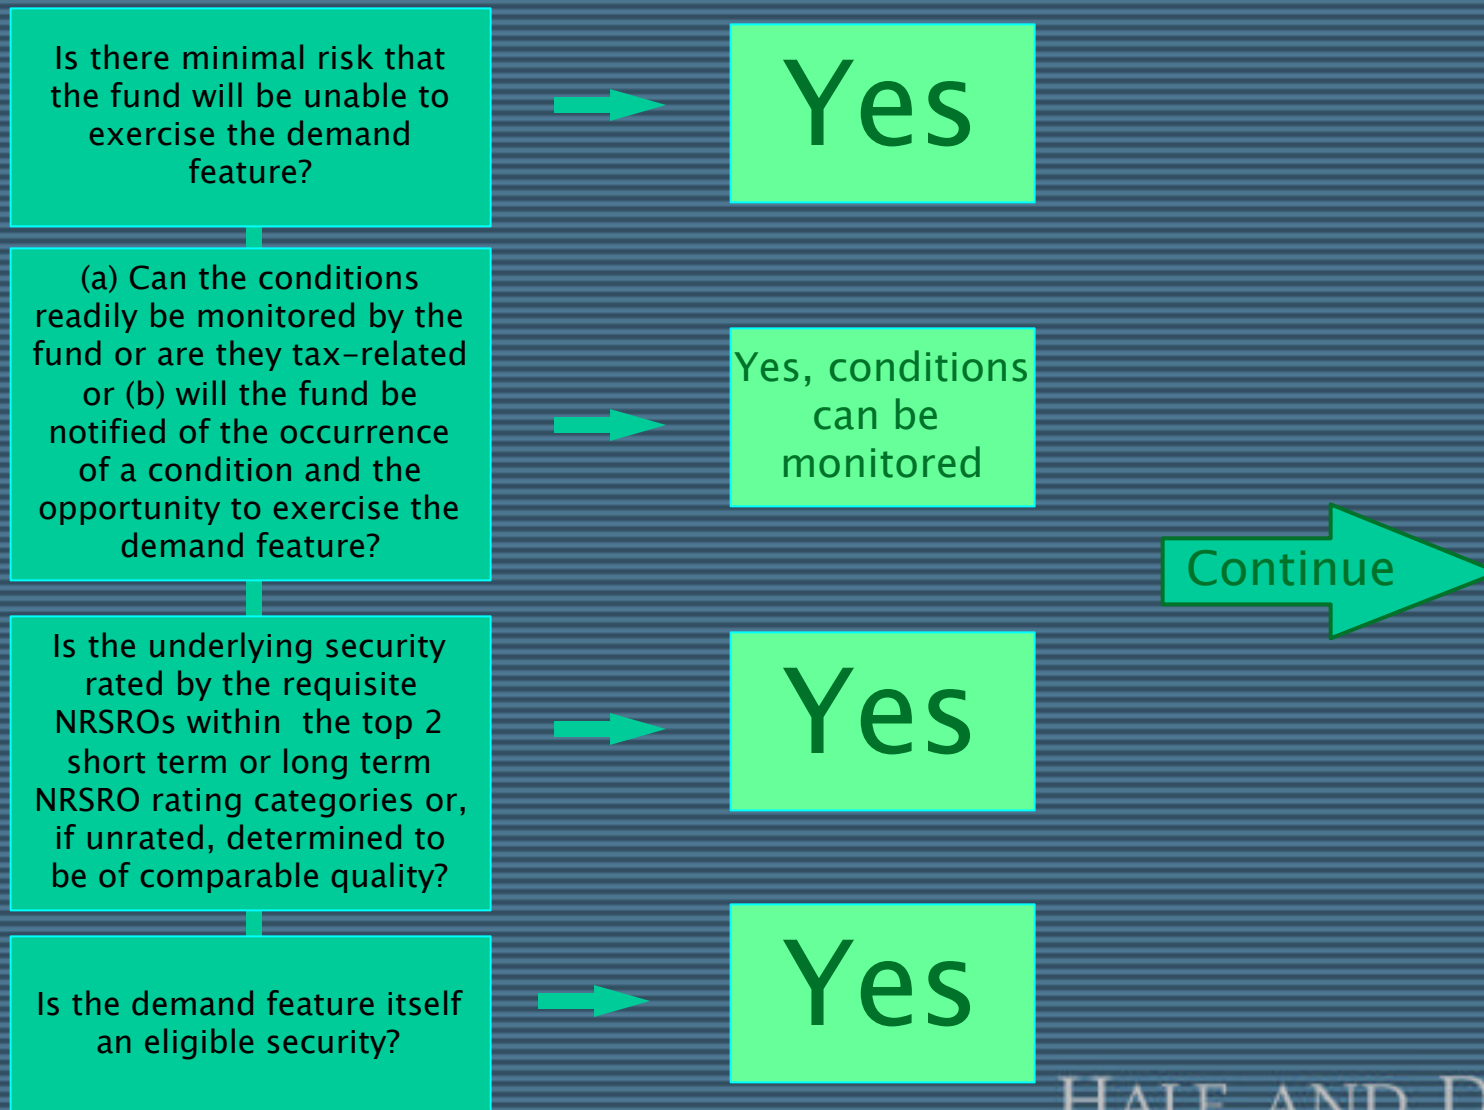 Is there minimal risk that
the fund will be unable to
exercise the demand
feature?
Yes
(a) Can the conditions
readily be monitored by the
fund or are they tax-related
or (b) will the fund be
notified of the occurrence
of a condition and the
opportunity to exercise the
demand feature?
Yes, conditions
can be
monitored
Continue
Is the underlying security
rated by the requisite
NRSROs within the top 2
short term or long term
NRSRO rating categories or,
if unrated, determined to
be of comparable quality?
Yes
Is the demand feature itself
an eligible security?
Yes
HALE AND D